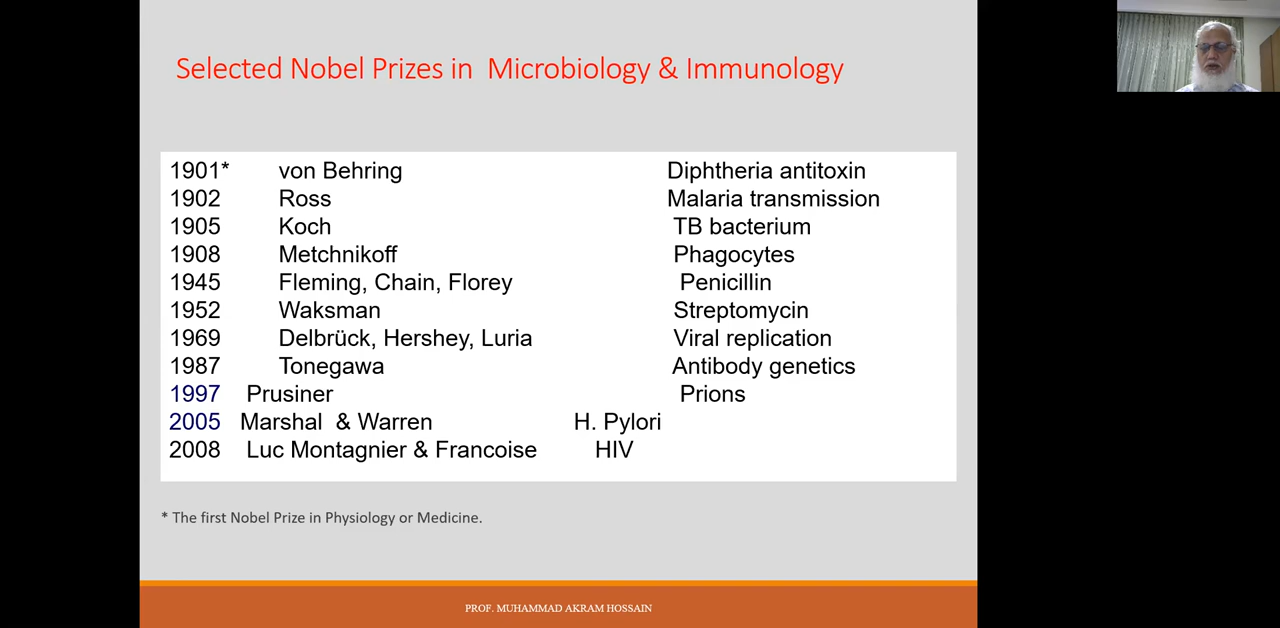 Selected Nobel Prizes in Microbiology & Immunology
1901* von Behring Diphtheria antitoxin
1902 Ross Malaria transmission
1905 Koch TB bacterium
1908 Metchnikoff Phagocytes
1945 Fleming, Chain, Florey Penicillin
1952 Waksman Streptomycin
1969 Delbrück, Hershey, Luria Viral replication
1987 Tonegawa Antibody genetics
1997 Prusiner Prions
2005 Marshal & Warren H. Pylori
2008 Luc Montagnier & Francoise HIV
* The first Nobel Prize in Physiology or Medicine.
PROF. MUHAMMAD AKRAM HOSSAIN